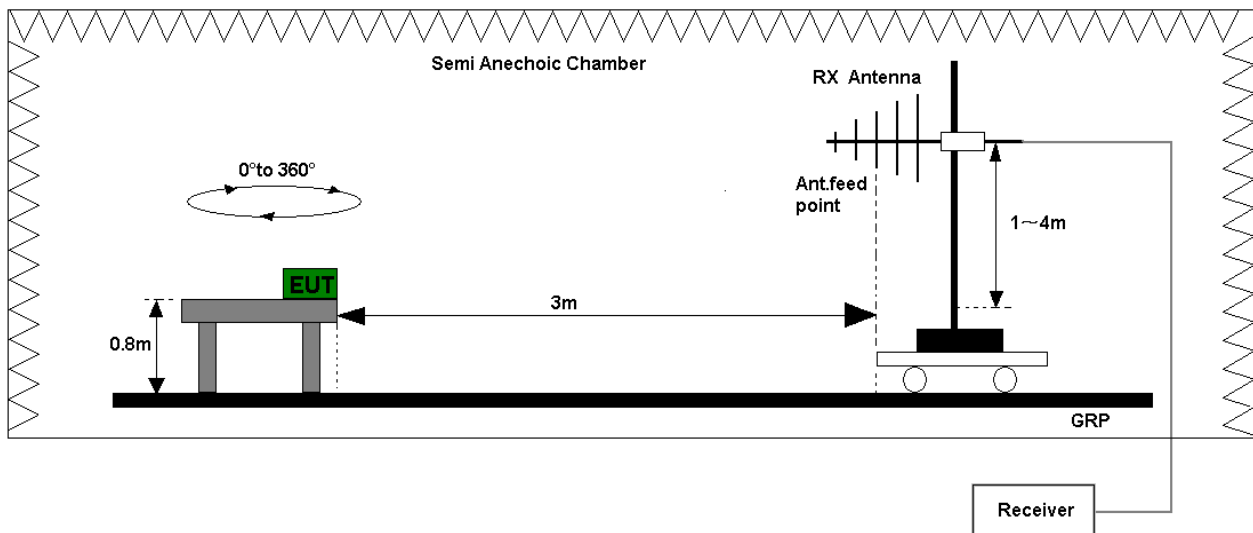 Semi Anechoic Chamber
RX Antenna
0°to 360°
Ant.feed
point
1～4m
EUT
3m
0.8m
GRP
Receiver